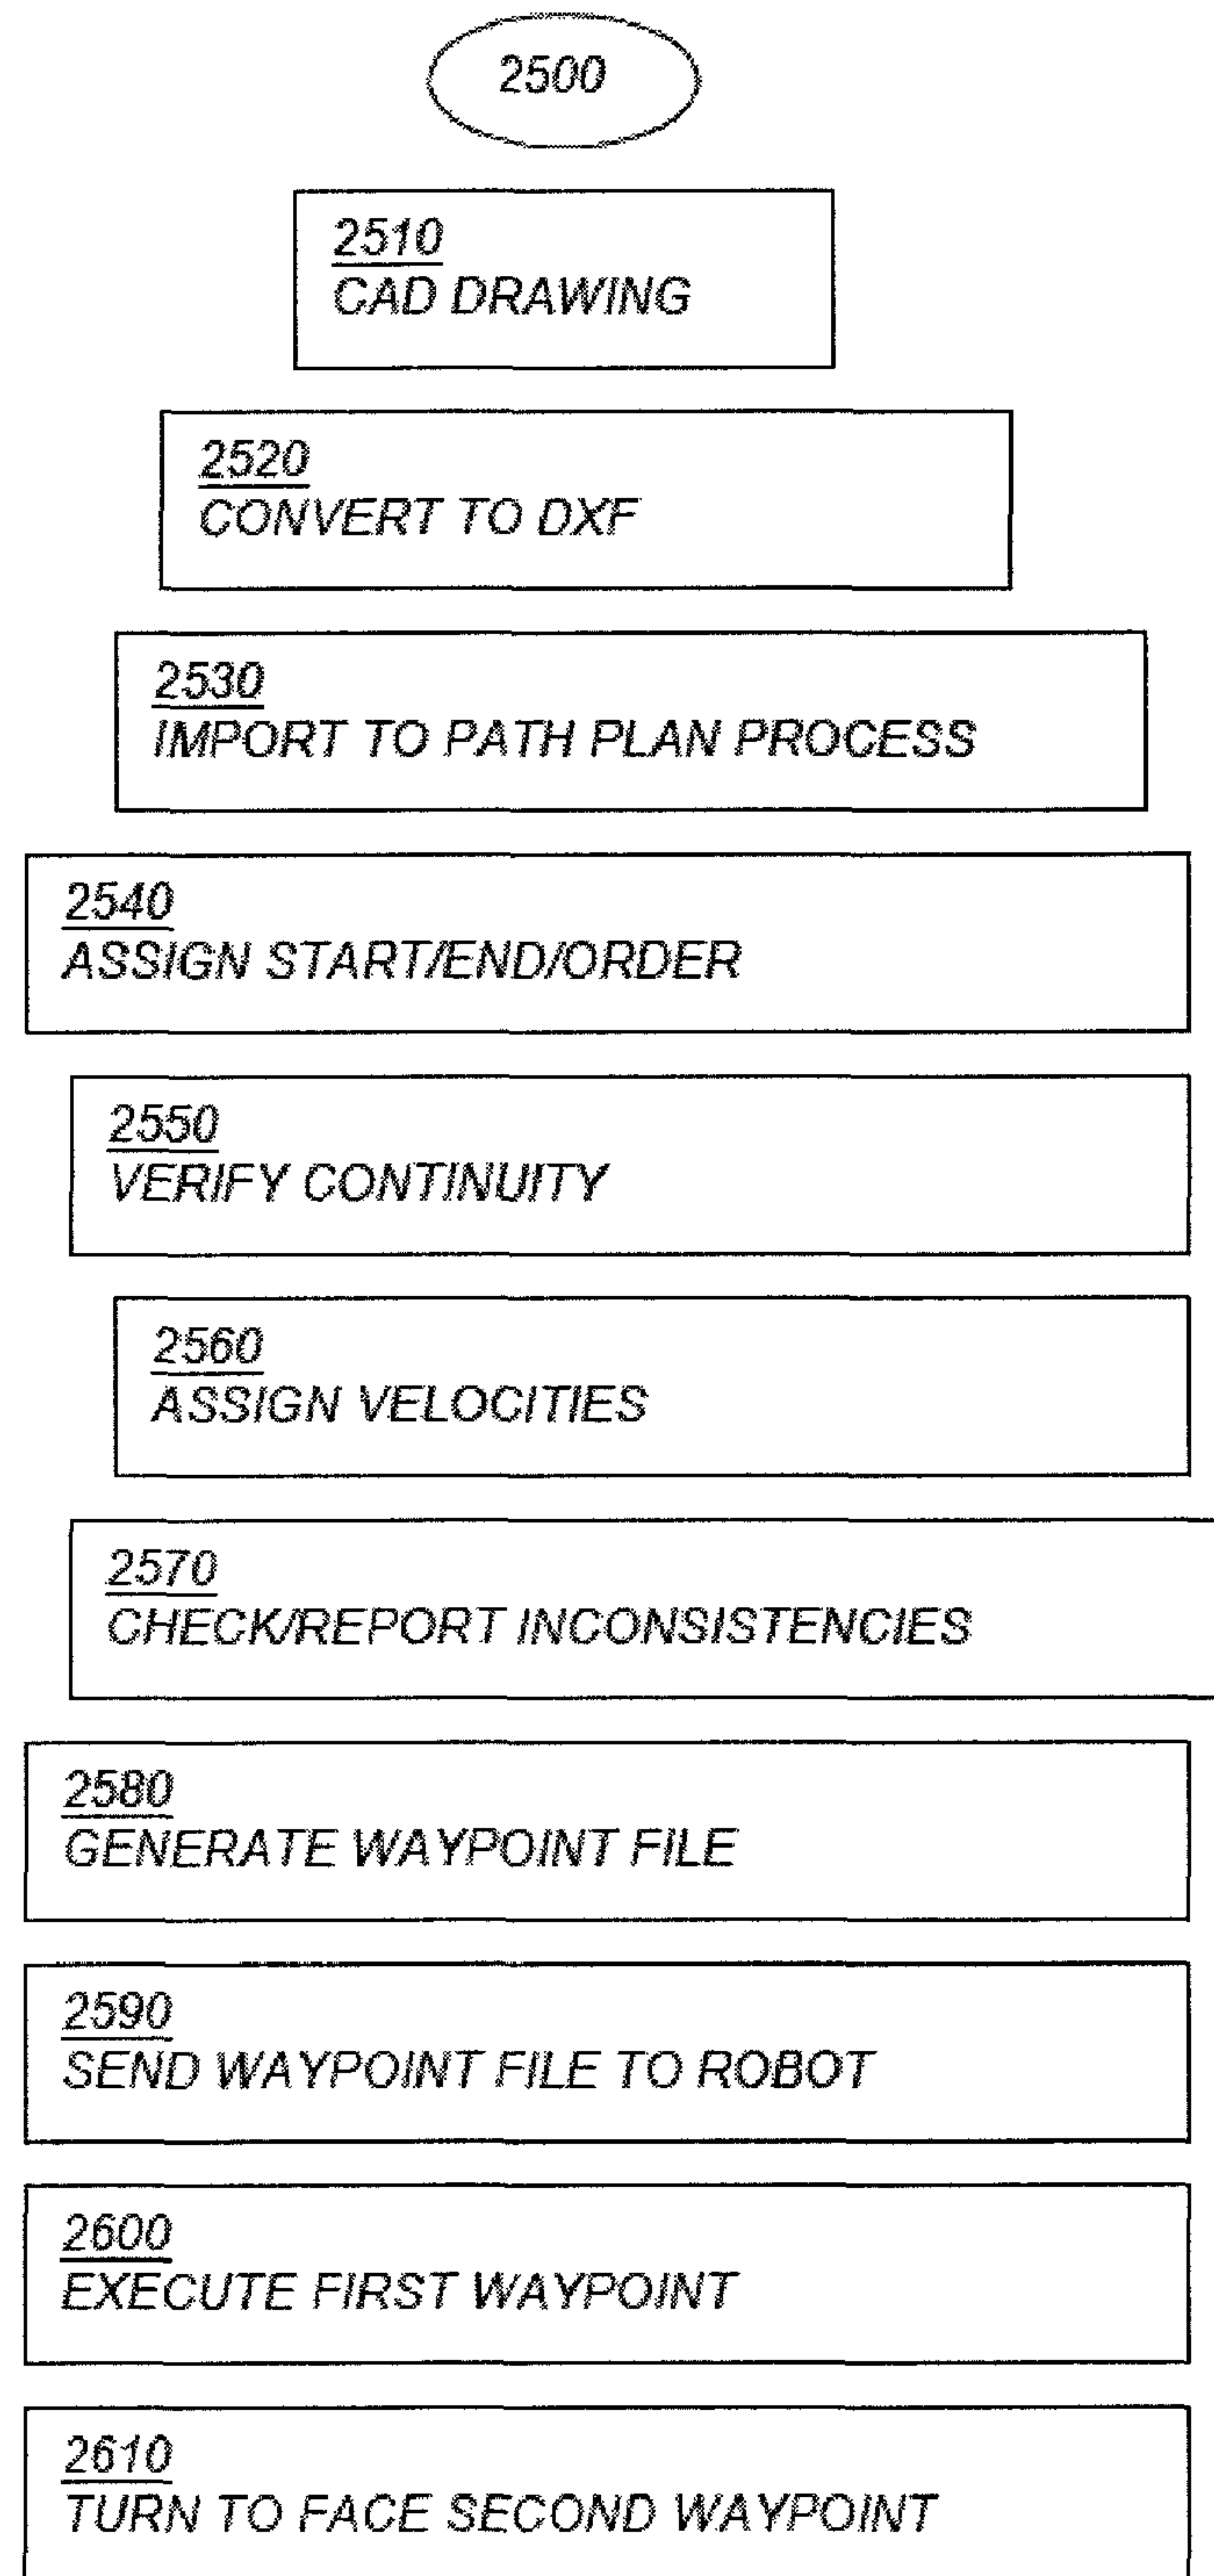 2500
2510
CAD DRAWING
2520
CONVERT TO DXF
2530
IMPORT TO PATH PLAN PROCESS
2540
ASSIGN START/END/ORDER
2550
VERIFY CONTINUITY
2560
ASSIGN VELOCITIES
2570
CHECK/REPORT INCONSISTENCIES
2580
GENERATE WAYPOINT FILE
2590
SEND WAYPOINT FILE TO ROBOT
2600
EXECUTE FIRST WAYPOINT
2610
TURN TO FACE SECOND WAYPOINT